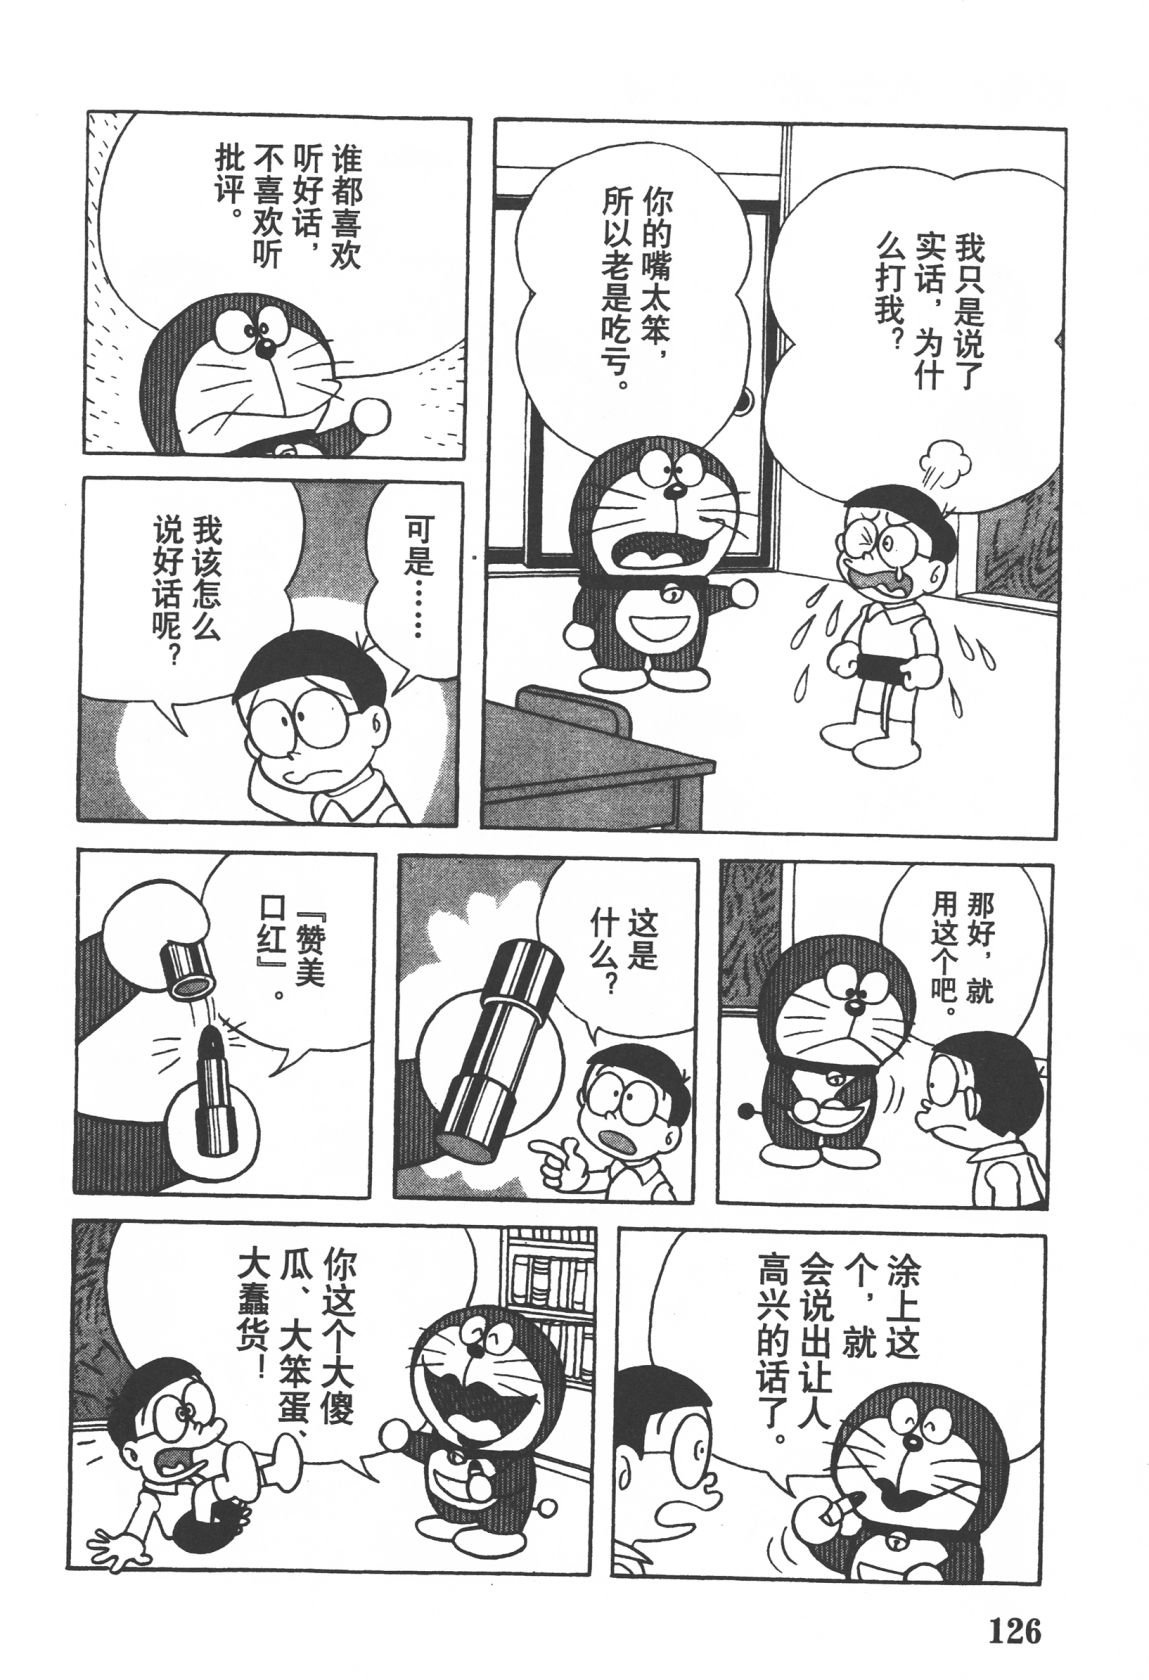 我只是说了
实话，为什
么打我？
你的嘴太笨，
所以老是吃亏。
谁都喜欢
听好话，
不喜欢听
批评。
可是……
我该怎么
说好话呢？
那好，就
用这个吧。
这是
什么？
『赞美
口红』。
涂上这
个，就
会说出让人
高兴的话了。
你这个大傻
瓜、大笨蛋、
大蠢货！
126